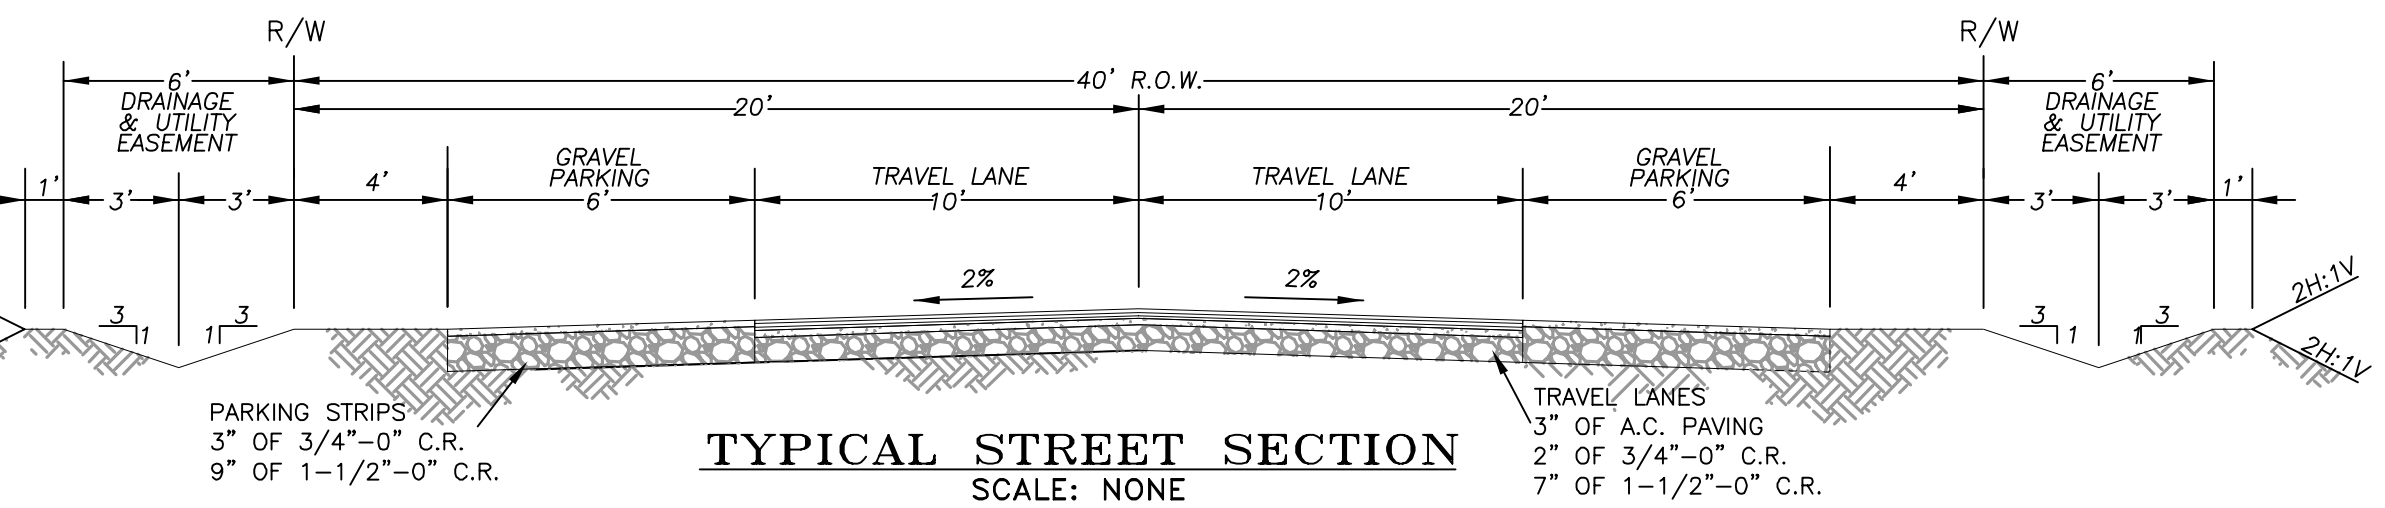 R/W
R/W
6'
40' R.O.W.
6'
DRAINAGE
& UTILITY
EASEMENT
20'
20'
DRAINAGE
& UTILITY
EASEMENT
1'
3'
3'
4'
GRAVEL
PARKING
6'
TRAVEL LANE
10'
TRAVEL LANE
10'
GRAVEL
PARKING
6'
4'
3'
3'
1'
2%
2%
3
1
3
1
3
1
3
1
2H:1V
2H:1V
PARKING STRIPS
3" OF 3/4"-0" C.R.
9" OF 1-1/2"-0" C.R.
TYPICAL STREET SECTION
SCALE: NONE
TRAVEL LANES
3" OF A.C. PAVING
2" OF 3/4"-0" C.R.
7" OF 1-1/2"-0" C.R.